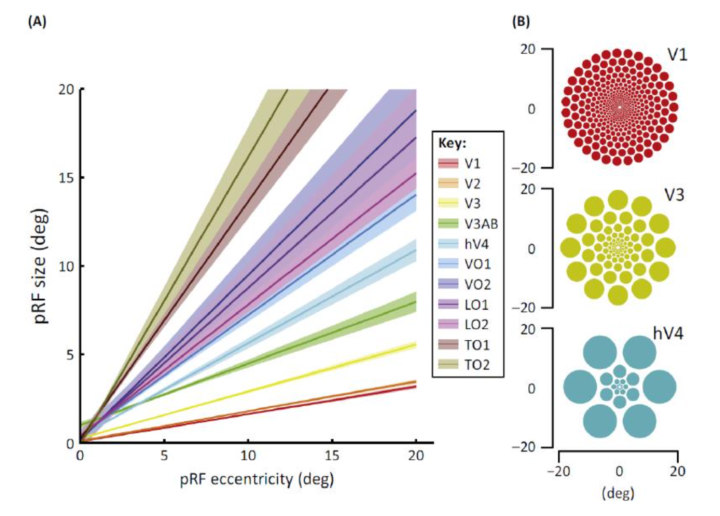 (A)
(B)
20
15
10
5
0
0
5
10
15
20
pRF size (deg)
pRF eccentricity (deg)
Key:
V1
V2
V3
V3AB
hV4
VO1
VO2
LO1
LO2
TO1
TO2
V1
20
0
−20
V3
20
0
−20
hV4
20
0
−20
−20
0
20
(deg)